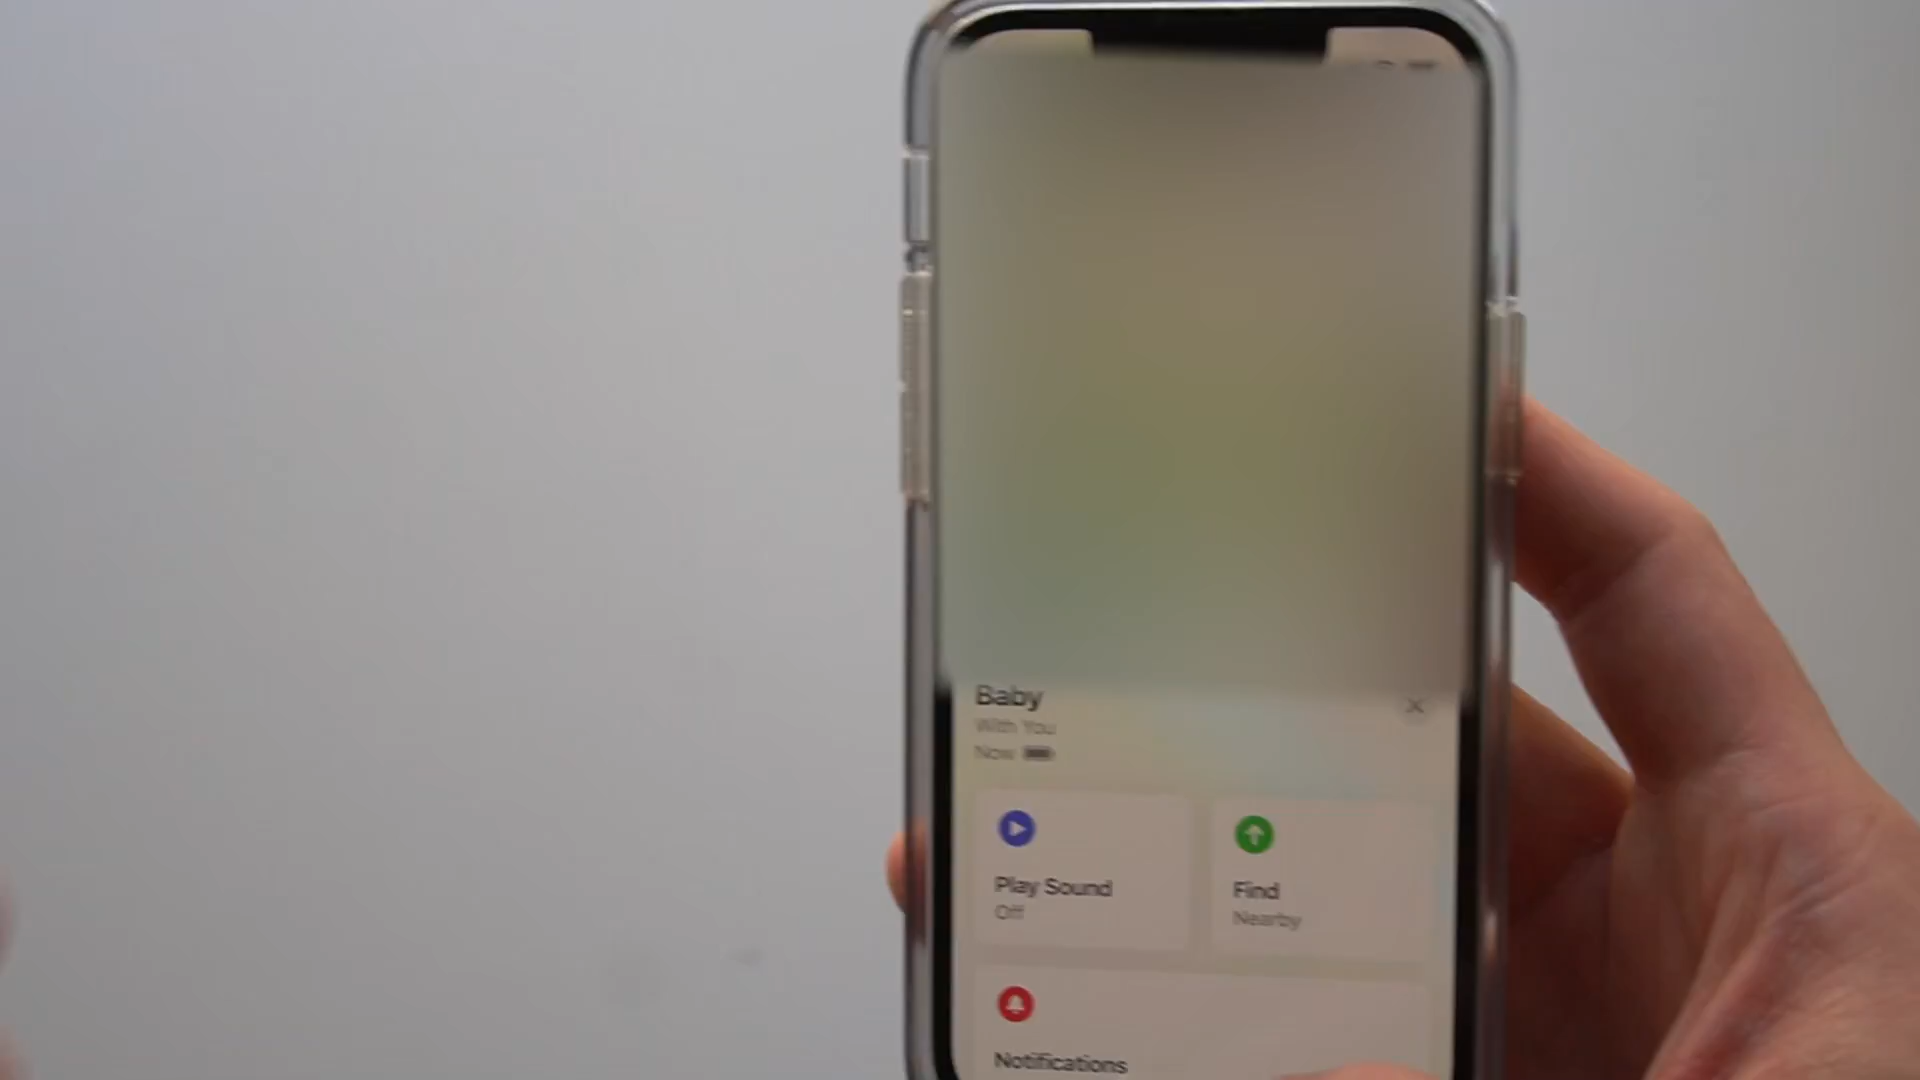 Baby
With You
Now
Play Sound
Off
Find
Nearby
Notifications